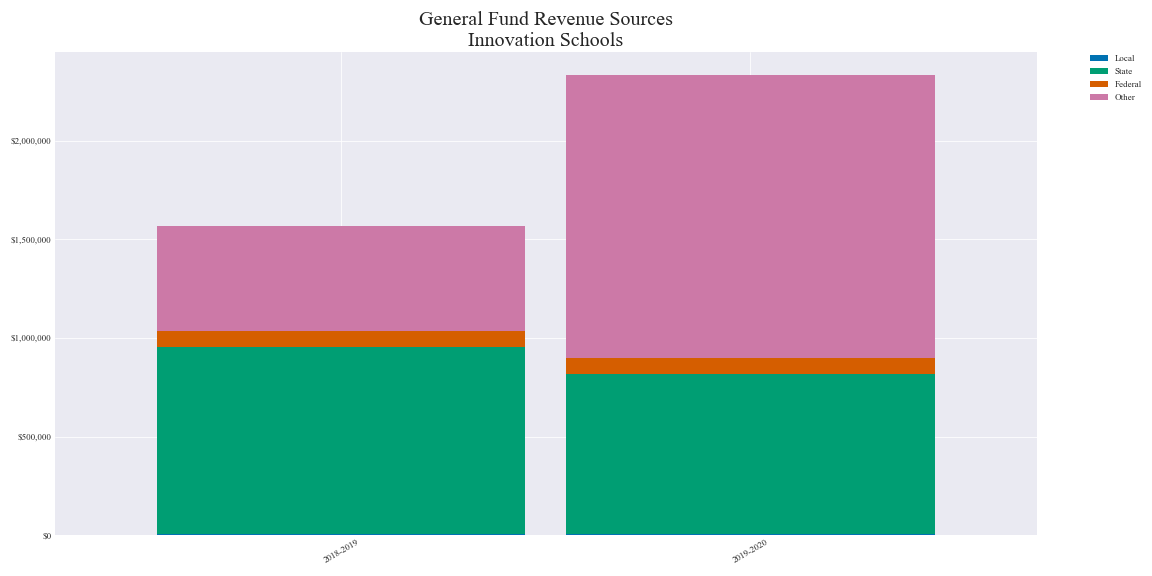 General Fund Revenue Sources
Innovation Schools
Local
State
Federal
Other
$2,000,000
$1,500,000
$1,000,000
$500,000
$0
2018-2019
2019-2020